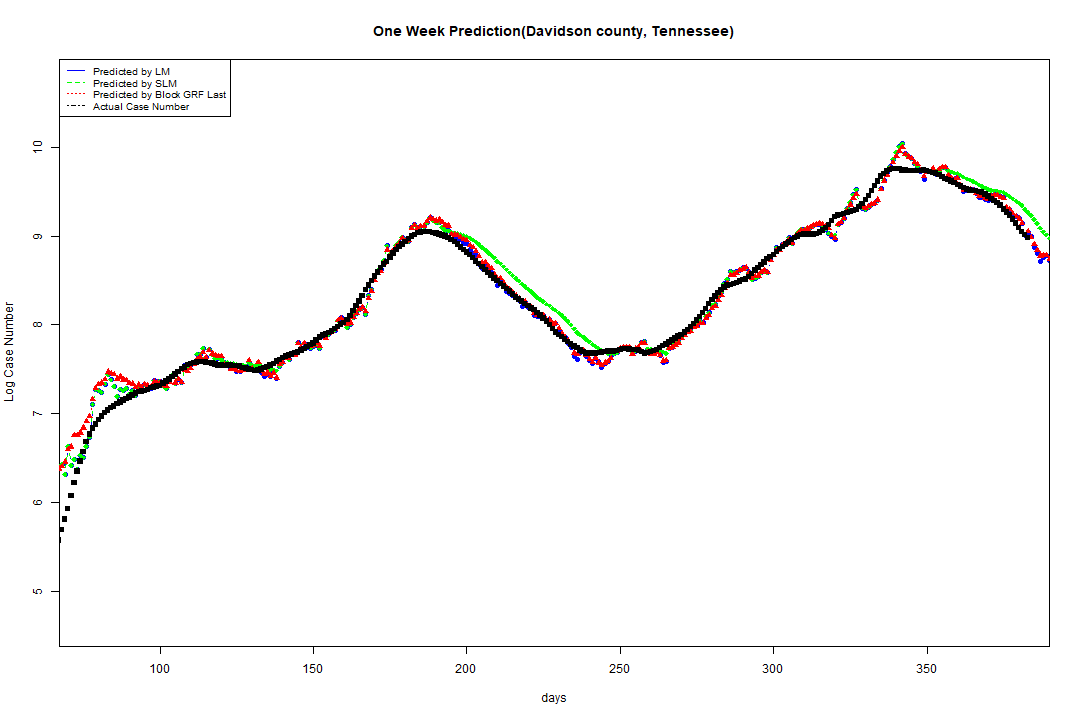 One Week Prediction(Davidson county, Tennessee)
Predicted by LM
Predicted by SLM
Predicted by Block GRF Last
Actual Case Number
10
9
8
7
6
5
Log Case Number
100 150 200 250 300 350
days